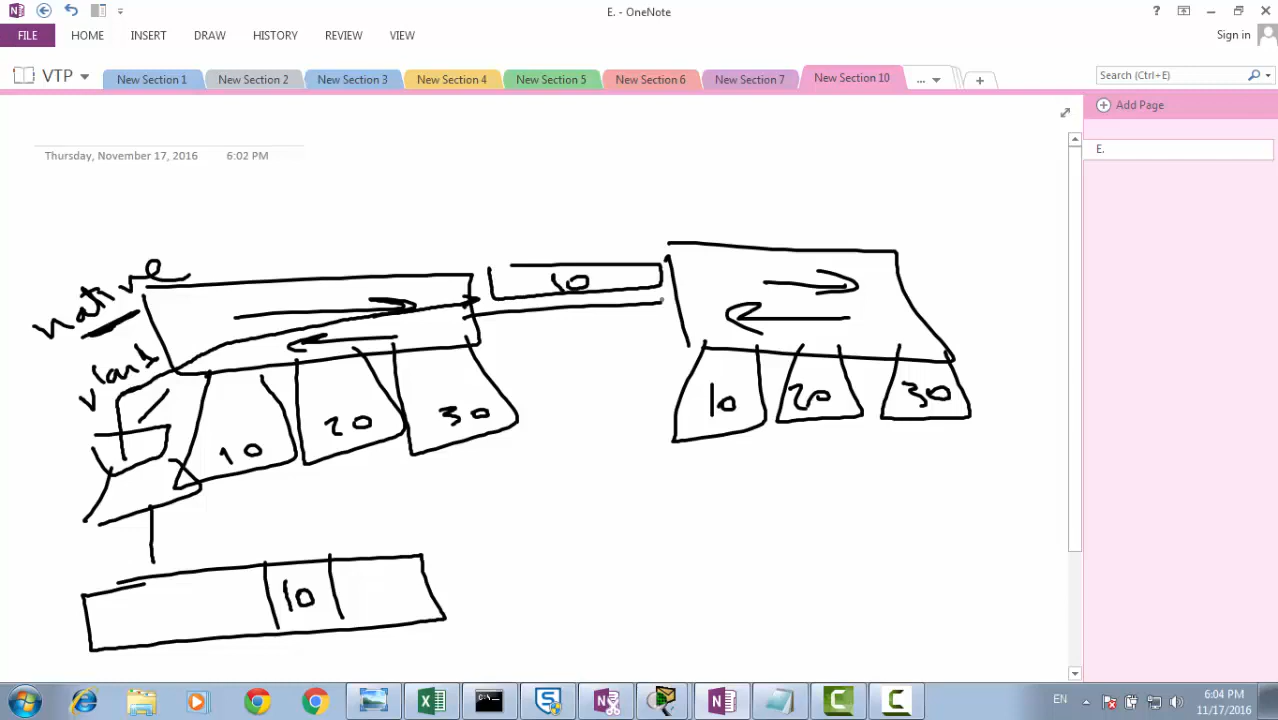 E. - OneNote
?
FILE HOME INSERT DRAW HISTORY REVIEW VIEW
Sign in
VTP
New Section 1 New Section 2 New Section 3 New Section 4 New Section 5 New Section 6 New Section 7 New Section 10 ...
Search (Ctrl+E)
Add Page
E.
Thursday, November 17, 2016 6:02 PM
native
vlan 1
10
10 20 30
10 20 30
10
EN
6:04 PM
11/17/2016